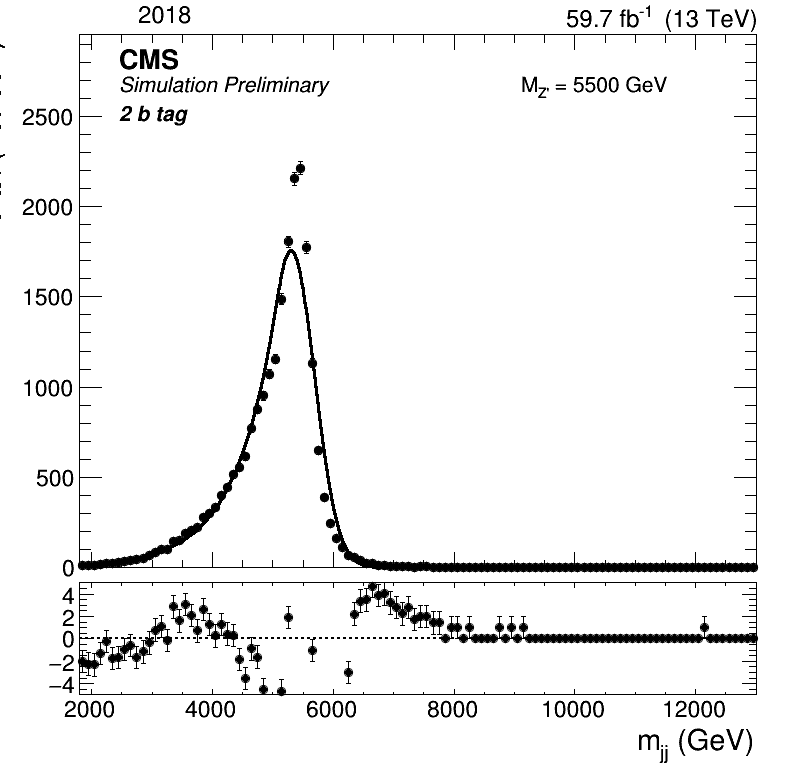 2018 59.7 fb⁻¹ (13 TeV)
CMS
Simulation Preliminary
M_Z' = 5500 GeV
2 b tag
2500
2000
1500
1000
500
0
4
2
0
−2
−4
2000 4000 6000 8000 10000 12000
m_jj (GeV)